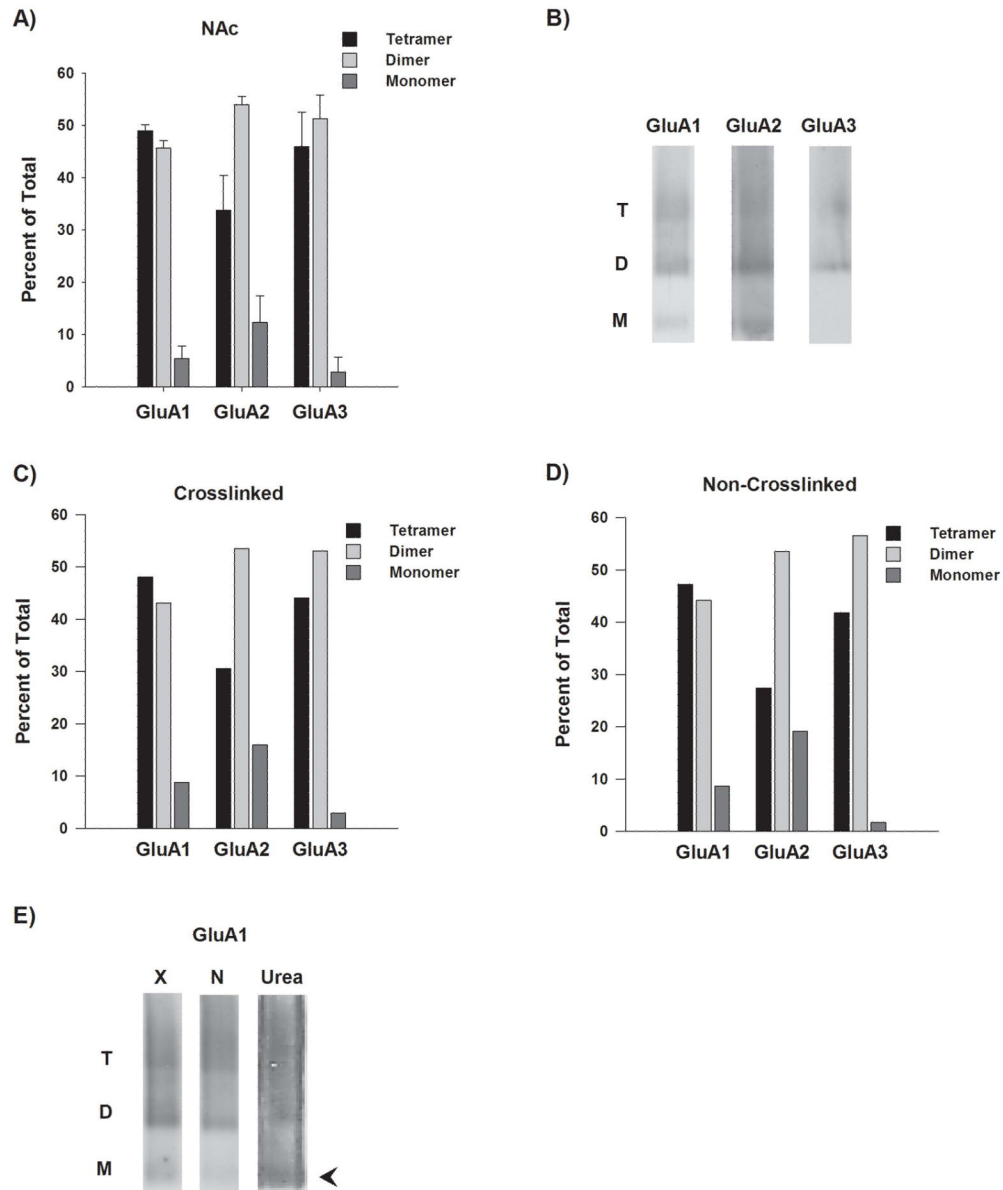 A)
NAc
Tetramer
Dimer
Monomer
60
50
40
30
20
10
0
Percent of Total
GluA1 GluA2 GluA3
B)
GluA1 GluA2 GluA3
T
D
M
C)
Crosslinked
Tetramer
Dimer
Monomer
60
50
40
30
20
10
0
Percent of Total
GluA1 GluA2 GluA3
D)
Non-Crosslinked
Tetramer
Dimer
Monomer
60
50
40
30
20
10
0
Percent of Total
GluA1 GluA2 GluA3
E)
GluA1
X N Urea
T
D
M